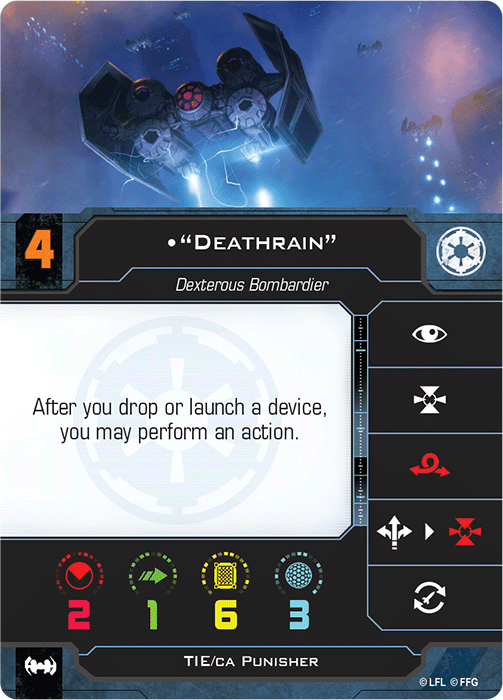 4
•“Deathrain”
Dexterous Bombardier
After you drop or launch a device,
you may perform an action.
2 1 6 3
TIE/ca Punisher
© LFL © FFG